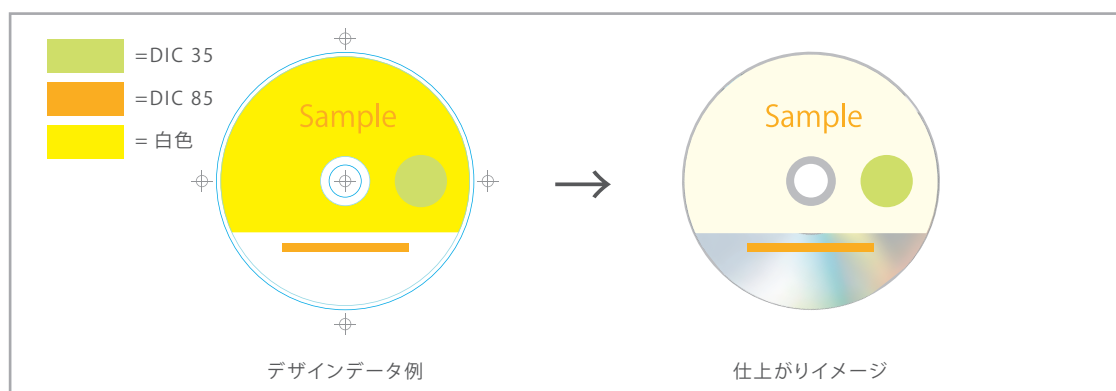 =DIC 35
=DIC 85
= 白色
Sample
Sample
デザインデータ例
仕上がりイメージ